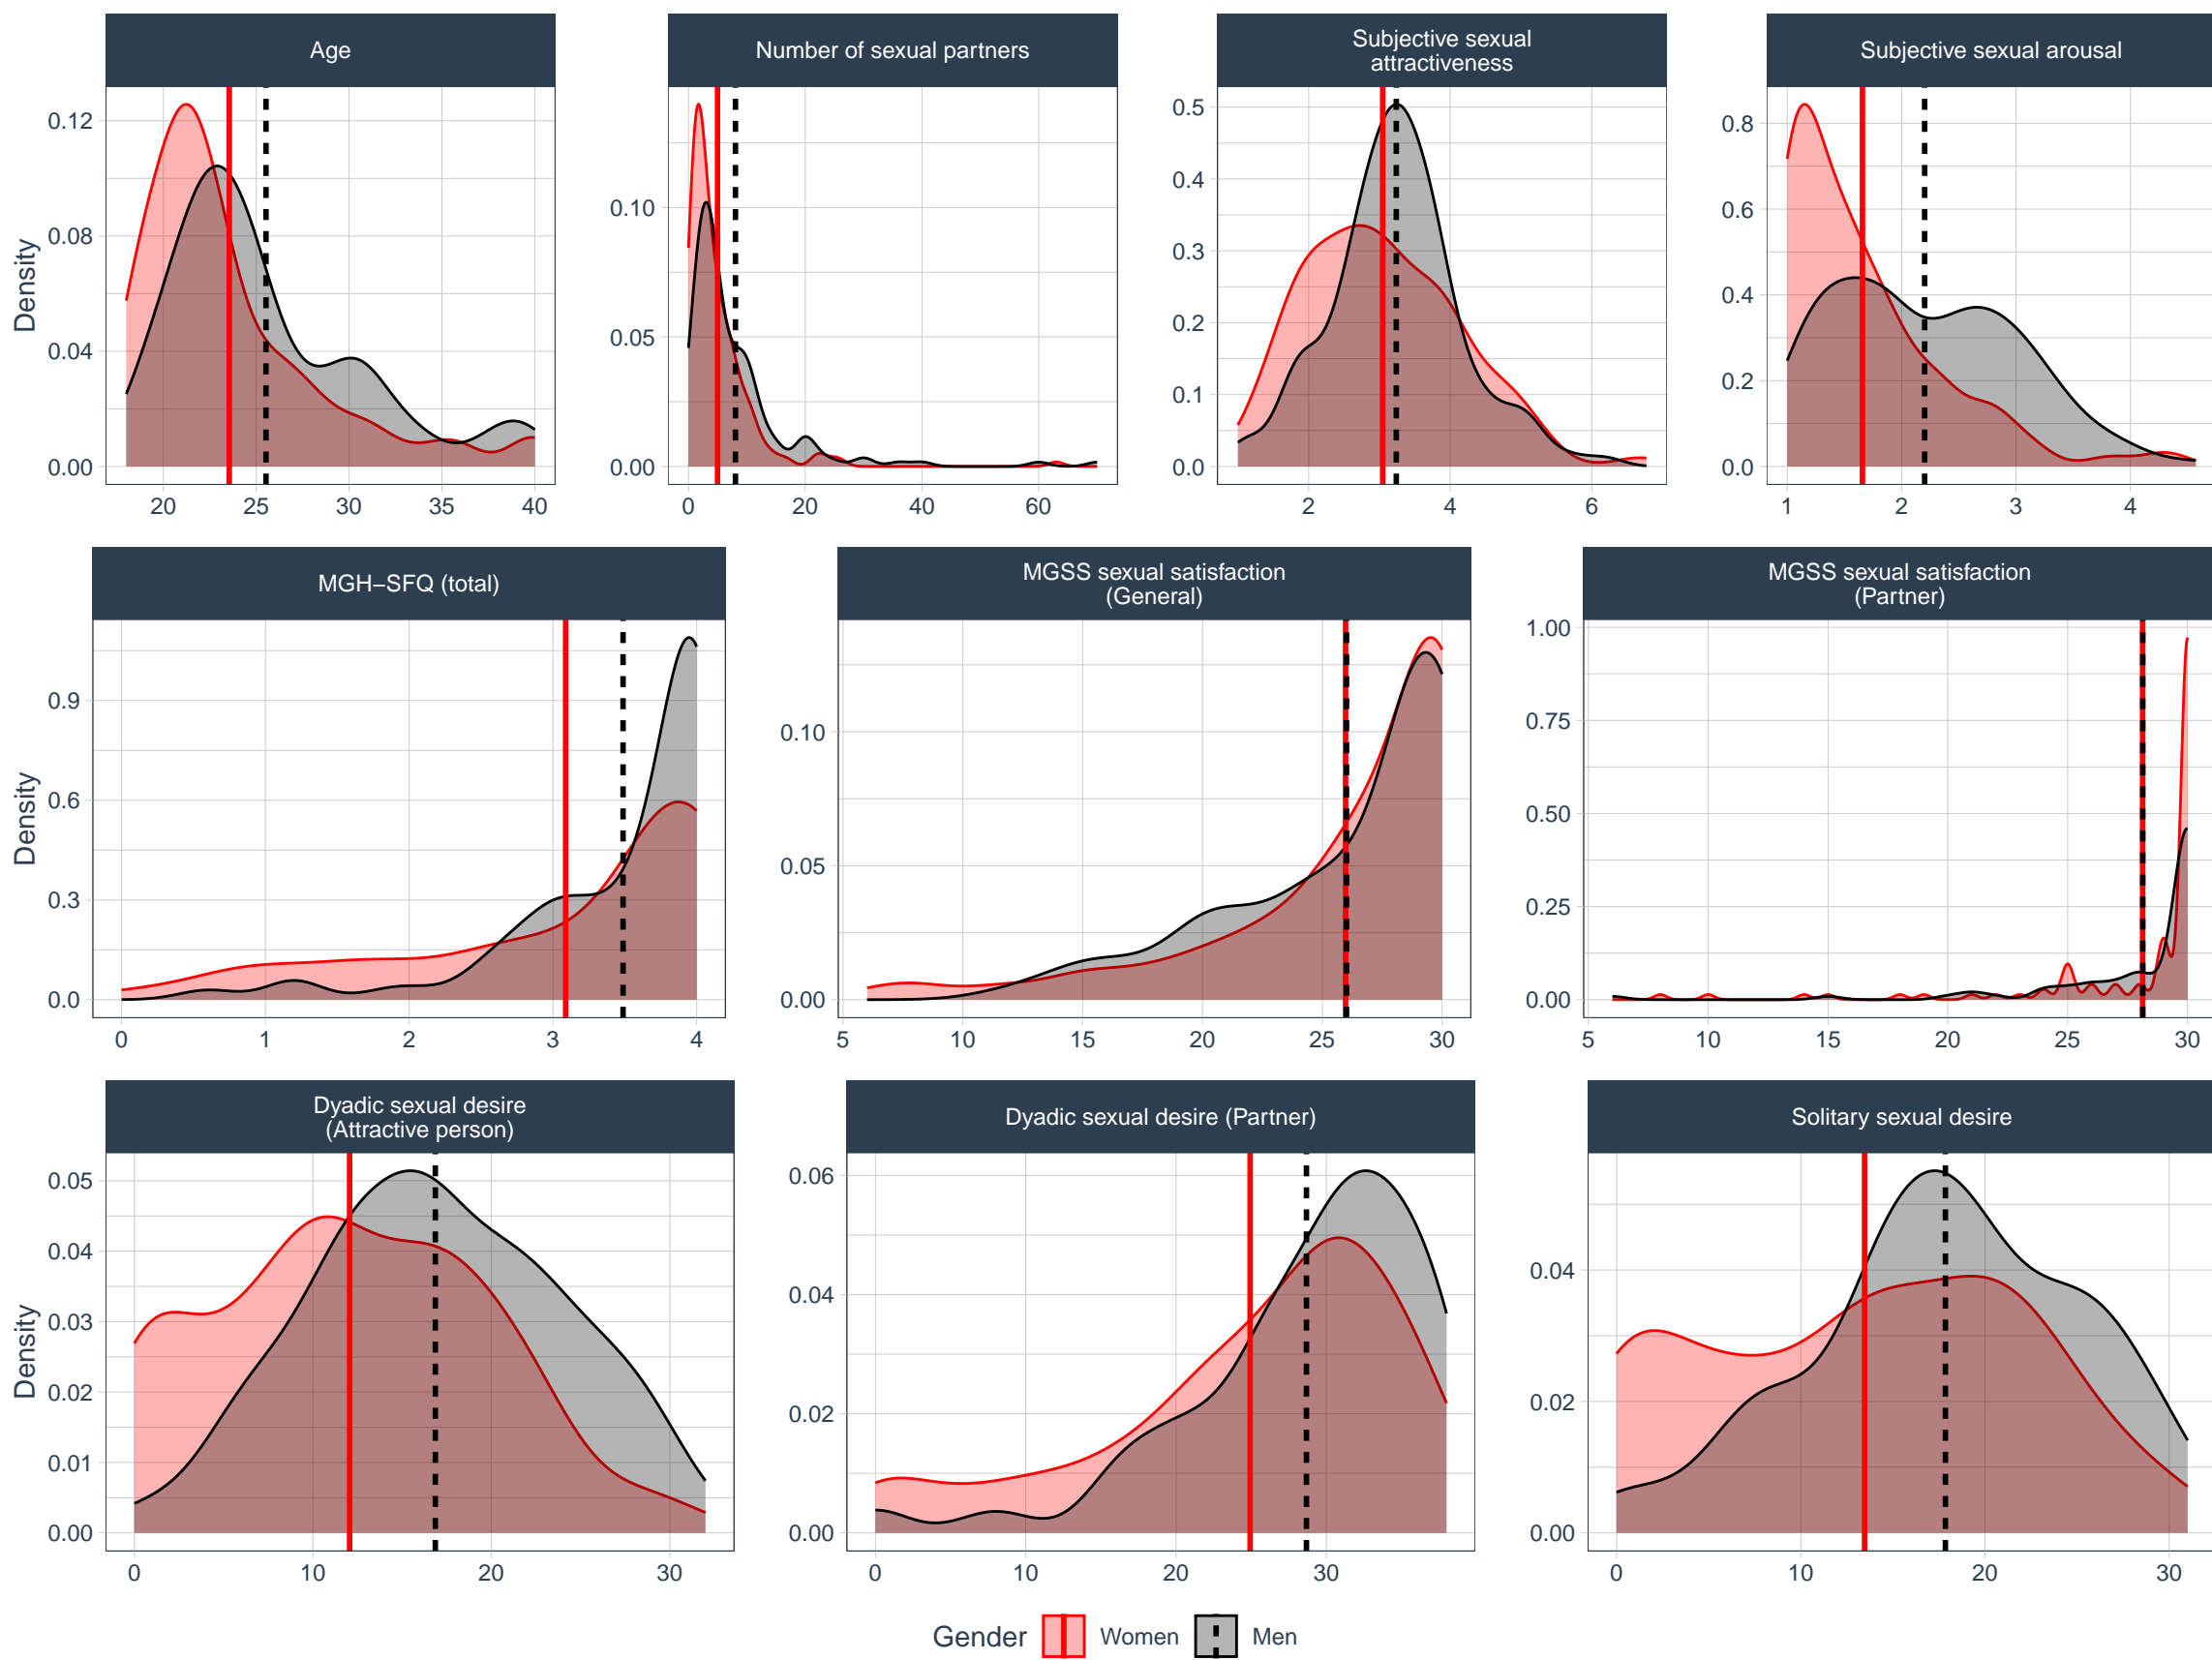 Age
Number of sexual partners
Subjective sexual
attractiveness
Subjective sexual arousal
Density
0.12
0.08
0.04
0.00
20 25 30 35 40
0.10
0.05
0.00
0 20 40 60
0.5
0.4
0.3
0.2
0.1
0.0
2 4 6
0.8
0.6
0.4
0.2
0.0
1 2 3 4
MGH−SFQ (total)
MGSS sexual satisfaction
(General)
MGSS sexual satisfaction
(Partner)
Density
0.9
0.6
0.3
0.0
0 1 2 3 4
0.10
0.05
0.00
5 10 15 20 25 30
1.00
0.75
0.50
0.25
0.00
5 10 15 20 25 30
Dyadic sexual desire
(Attractive person)
Dyadic sexual desire (Partner)
Solitary sexual desire
Density
0.05
0.04
0.03
0.02
0.01
0.00
0 10 20 30
0.06
0.04
0.02
0.00
0 10 20 30
0.04
0.02
0.00
0 10 20 30
Gender Women Men